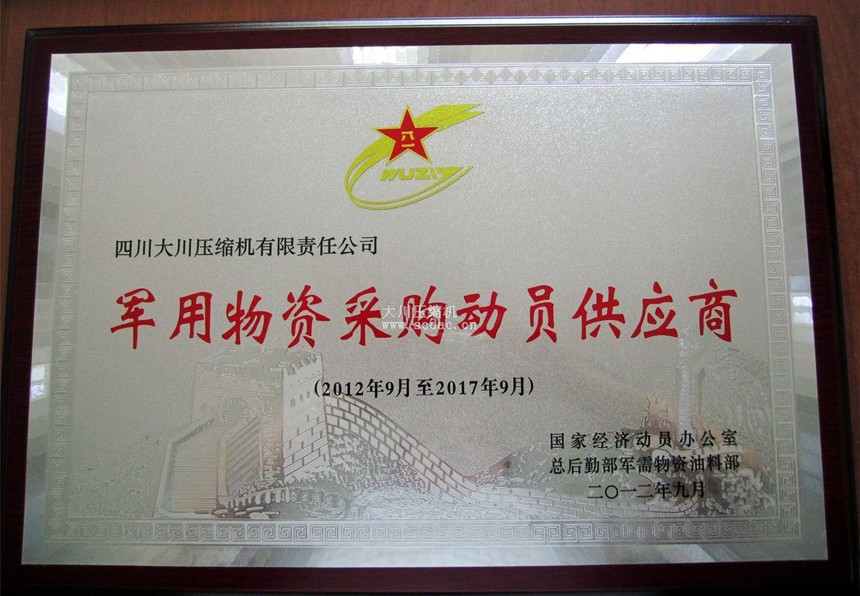 八一
WUZI
四川大川压缩机有限责任公司
军用物资采购动员供应商
大川压缩机
www.scdac.cn
(2012年9月至2017年9月)
国家经济动员办公室
总后勤部军需物资油料部
二〇一二年九月